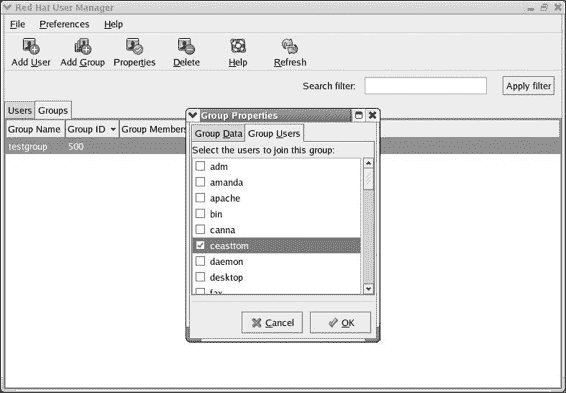 Red Hat User Manager
File Preferences Help
Add User Add Group Properties Delete Help Refresh
Search filter: Apply filter
Users Groups
Group Name Group ID Group Members
testgroup 500
Group Properties
Group Data Group Users
Select the users to join this group:
adm
amanda
apache
bin
canna
ceasttom
daemon
desktop
fax
Cancel OK